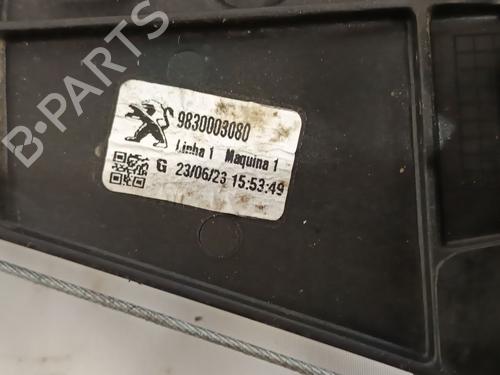 B-PARTS
9830003080
Linha 1 Maquina 1
G 23/06/23 15:53:49